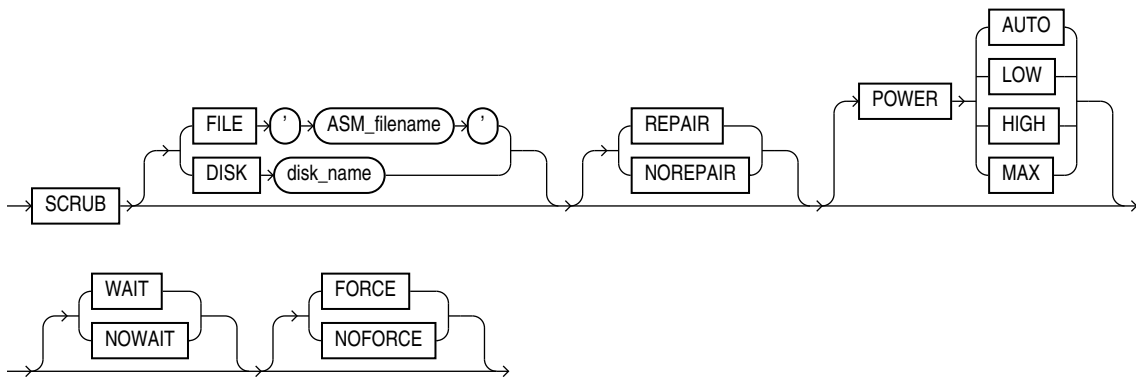 SCRUB FILE ' ASM_filename ' DISK disk_name REPAIR NOREPAIR POWER AUTO LOW HIGH MAX
WAIT NOWAIT FORCE NOFORCE